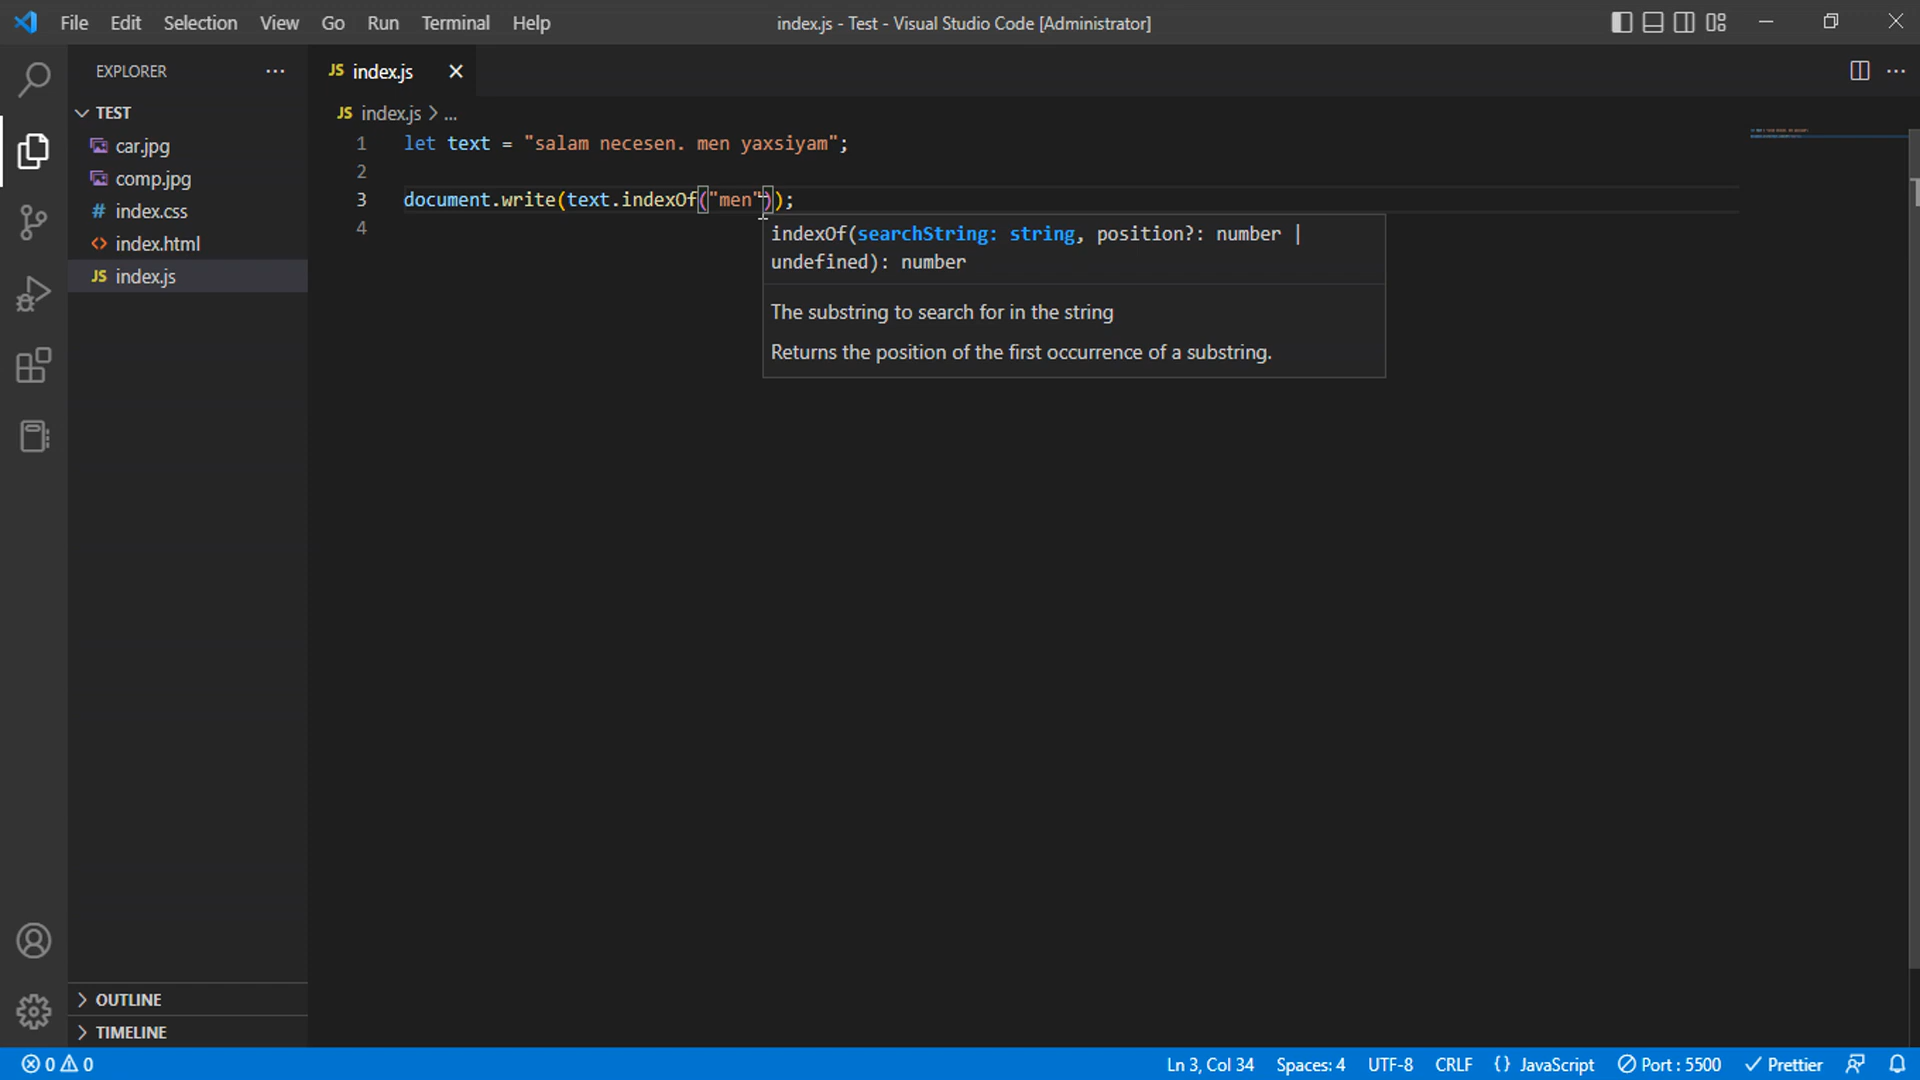 File Edit Selection View Go Run Terminal Help
index.js - Test - Visual Studio Code [Administrator]
EXPLORER
JS index.js
TEST
JS index.js > ...
car.jpg
comp.jpg
# index.css
<> index.html
JS index.js
1 let text = "salam necesen. men yaxsiyam";
2
3 document.write(text.indexOf("men"));
4
indexOf(searchString: string, position?: number |
undefined): number
The substring to search for in the string
Returns the position of the first occurrence of a substring.
OUTLINE
TIMELINE
0 0
Ln 3, Col 34 Spaces: 4 UTF-8 CRLF {} JavaScript Port : 5500 Prettier